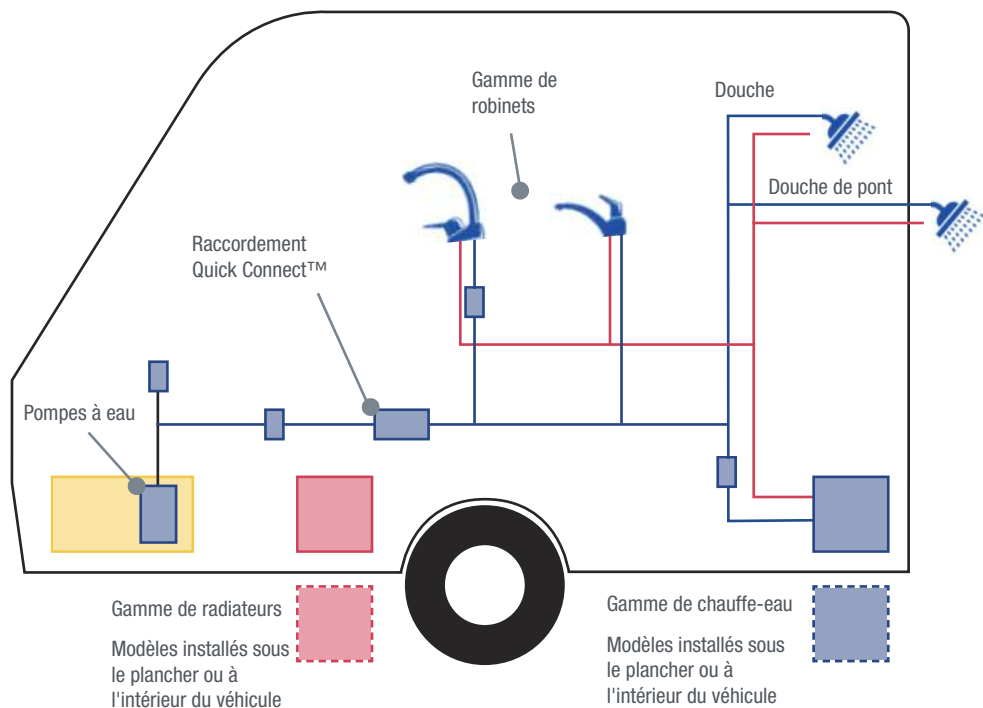 Gamme de
robinets
Douche
Douche de pont
Raccordement
Quick Connect™
Pompes à eau
Gamme de radiateurs
Modèles installés sous
le plancher ou à
l'intérieur du véhicule
Gamme de chauffe-eau
Modèles installés sous
le plancher ou à
l'intérieur du véhicule